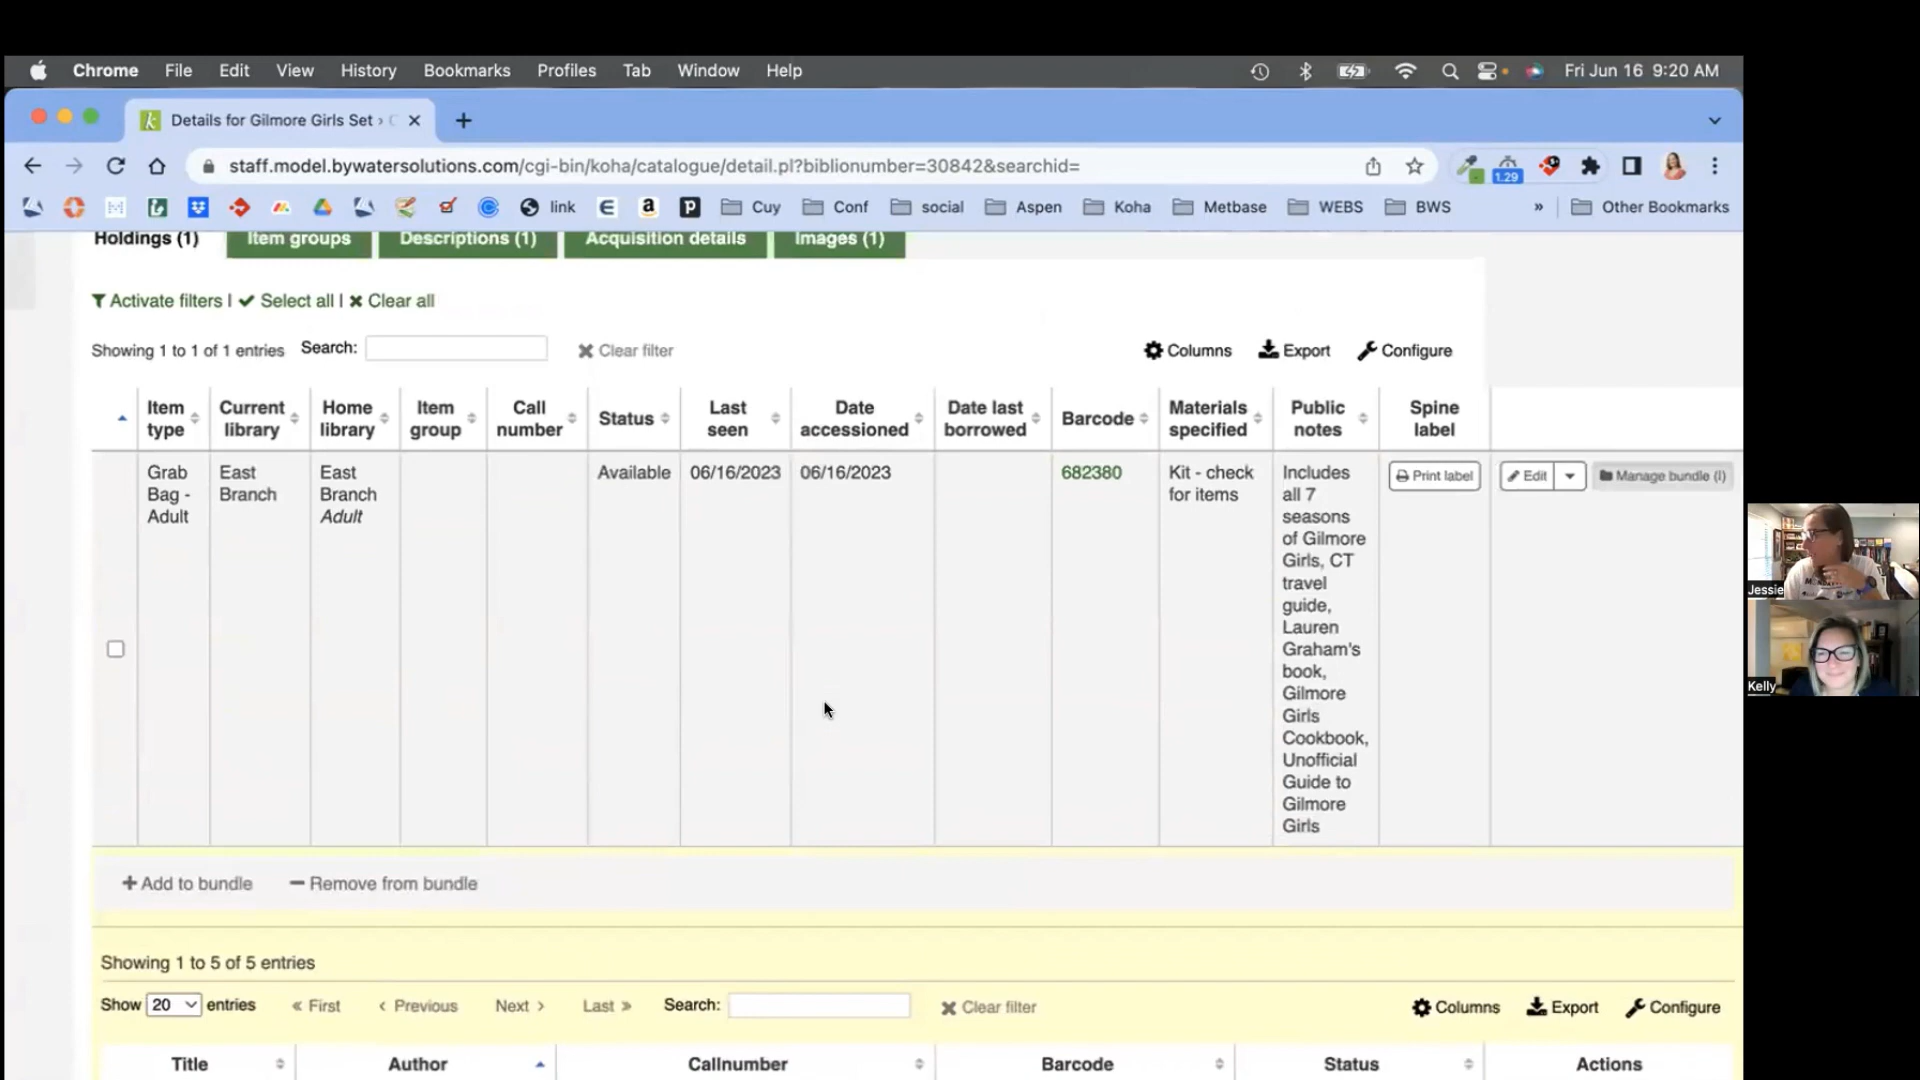 Chrome File Edit View History Bookmarks Profiles Tab Window Help Fri Jun 16 9:20 AM
Details for Gilmore Girls Set ›
staff.model.bywatersolutions.com/cgi-bin/koha/catalogue/detail.pl?biblionumber=30842&searchid=
1.29
link Cuy Conf social Aspen Koha Metbase WEBS BWS » Other Bookmarks
Holdings (1) Item groups Descriptions (1) Acquisition details Images (1)
Activate filters | Select all | Clear all
Showing 1 to 1 of 1 entries Search: Clear filter Columns Export Configure
Item type Current library Home library Item group Call number Status Last seen Date accessioned Date last borrowed Barcode Materials specified Public notes Spine label
Grab Bag - Adult
East Branch
East Branch Adult
Available
06/16/2023
06/16/2023
682380
Kit - check for items
Includes
all 7
seasons
of Gilmore
Girls, CT
travel
guide,
Lauren
Graham's
book,
Gilmore
Girls
Cookbook,
Unofficial
Guide to
Gilmore
Girls
Print label
Edit
Manage bundle (I)
Jessie
Kelly
Add to bundle Remove from bundle
Showing 1 to 5 of 5 entries
Show 20 entries « First ‹ Previous Next › Last » Search: Clear filter Columns Export Configure
Title Author Callnumber Barcode Status Actions